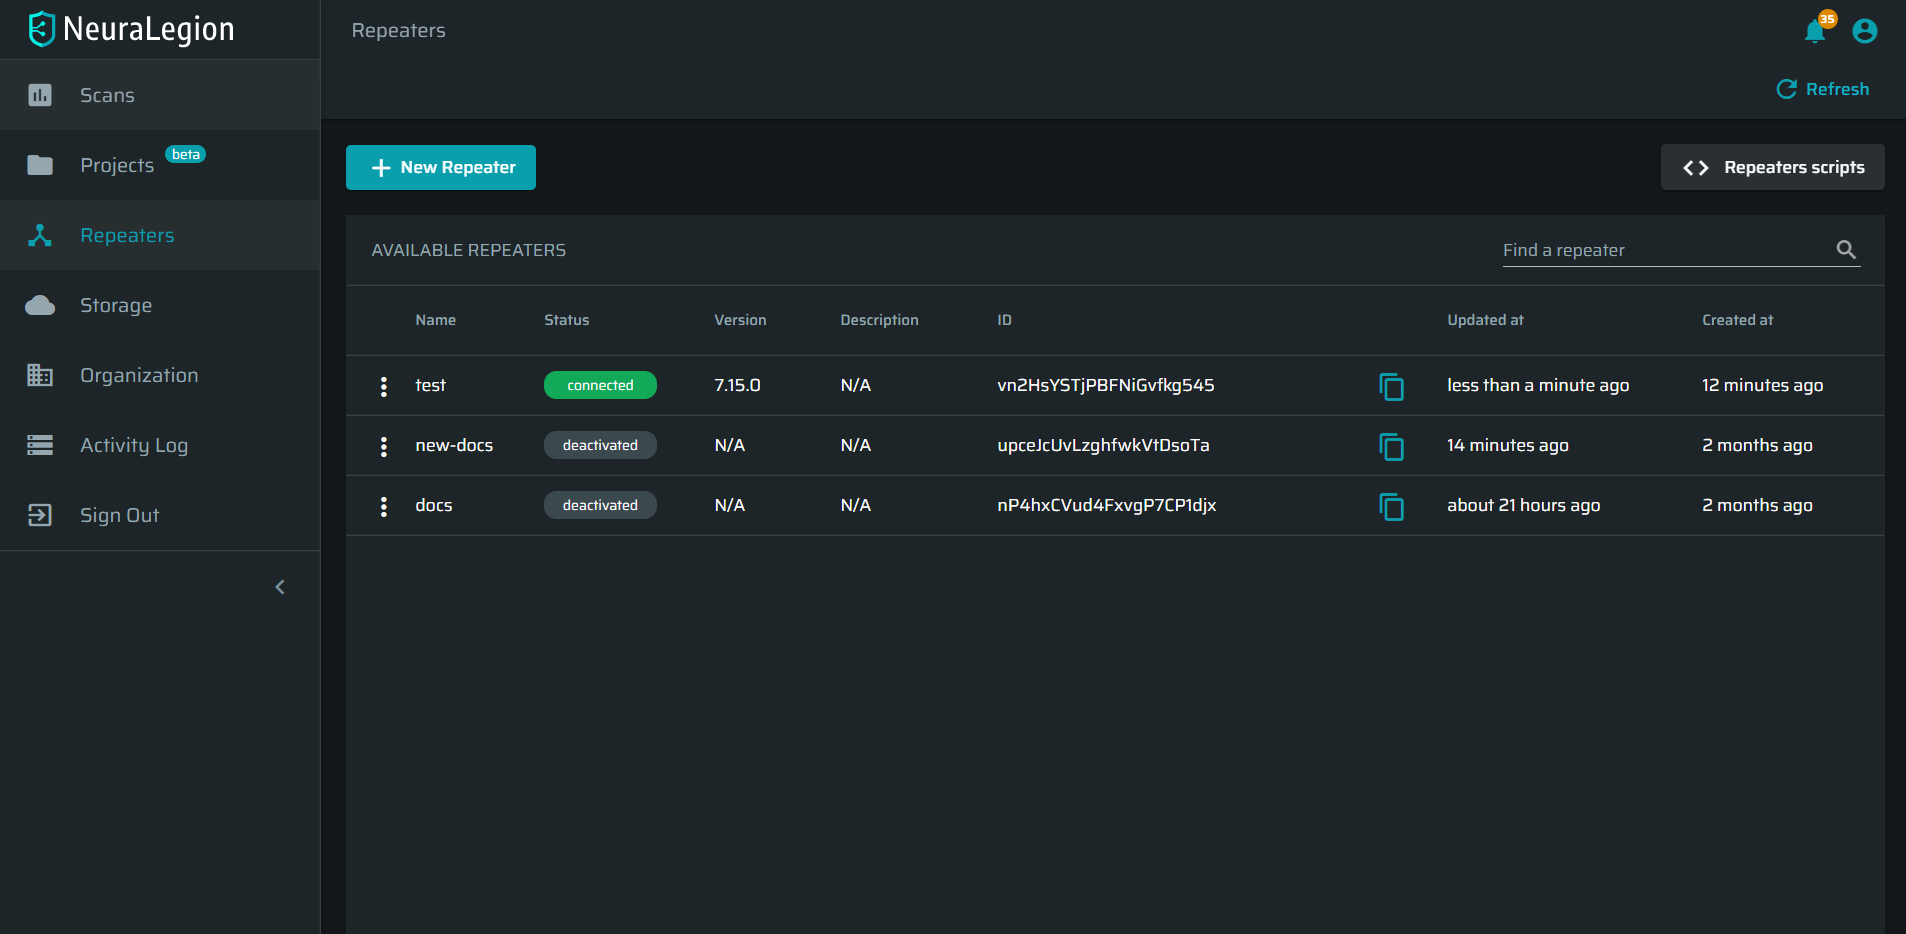 NeuraLegion
Repeaters
35
Refresh
Scans
Projects beta
Repeaters
Storage
Organization
Activity Log
Sign Out
New Repeater
Repeaters scripts
AVAILABLE REPEATERS
Find a repeater
Name Status Version Description ID Updated at Created at
test connected 7.15.0 N/A vn2HsYSTjPBFNiGvfkg545 less than a minute ago 12 minutes ago
new-docs deactivated N/A N/A upceJcUvLzghfwkVtDsoTa 14 minutes ago 2 months ago
docs deactivated N/A N/A nP4hxCVud4FxvgP7CP1djx about 21 hours ago 2 months ago